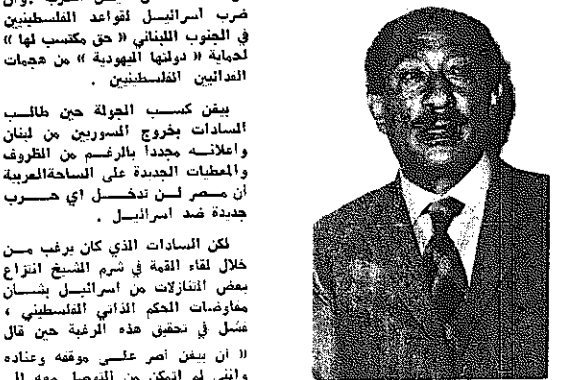 ضرب اسرائيل لقواعد الفلسطينيين
في الجنوب اللبناني « حق مكتسب لها »
لحماية « دولتها اليهودية » من هجمات
الفدائيين الفلسطينيين .
بيغن كسب الجولة حين طالب
السادات بخروج السوريين من لبنان
واعلانه مجددا بالرغم من الظروف
والمعطيات الجديدة على الساحة العربية
أن مصر لن تدخل اي حرب
جديدة ضد اسرائيل .
لكن السادات الذي كان يرغب من
خلال لقاء القمة في شرم الشيخ انتزاع
بعض التنازلات من اسرائيل بشان
مفاوضات الحكم الذاتي الفلسطيني ،
فشل في تحقيق هذه الرغبة حين قال
« ان بيغن أصر على موقفه وعناده
وانني لم اتمكن من التوصل معه الى